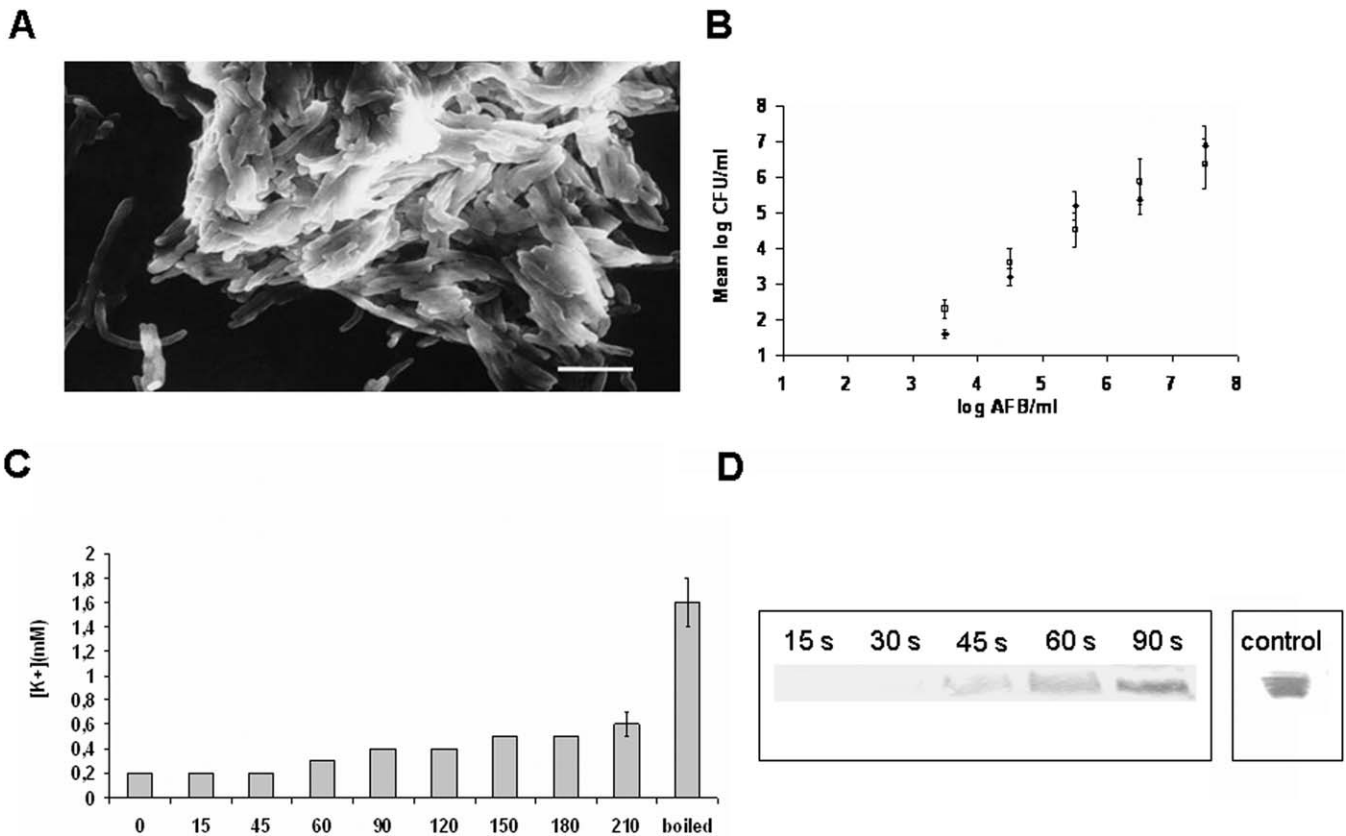 A
B
8
7
6
5
4
3
2
1
Mean log CFU/ml
1 2 3 4 5 6 7 8
log AFB/ml
C
2
1,8
1,6
1,4
1,2
1
0,8
0,6
0,4
0,2
0
[K+](mM)
0 15 45 60 90 120 150 180 210 boiled
D
15 s 30 s 45 s 60 s 90 s
control